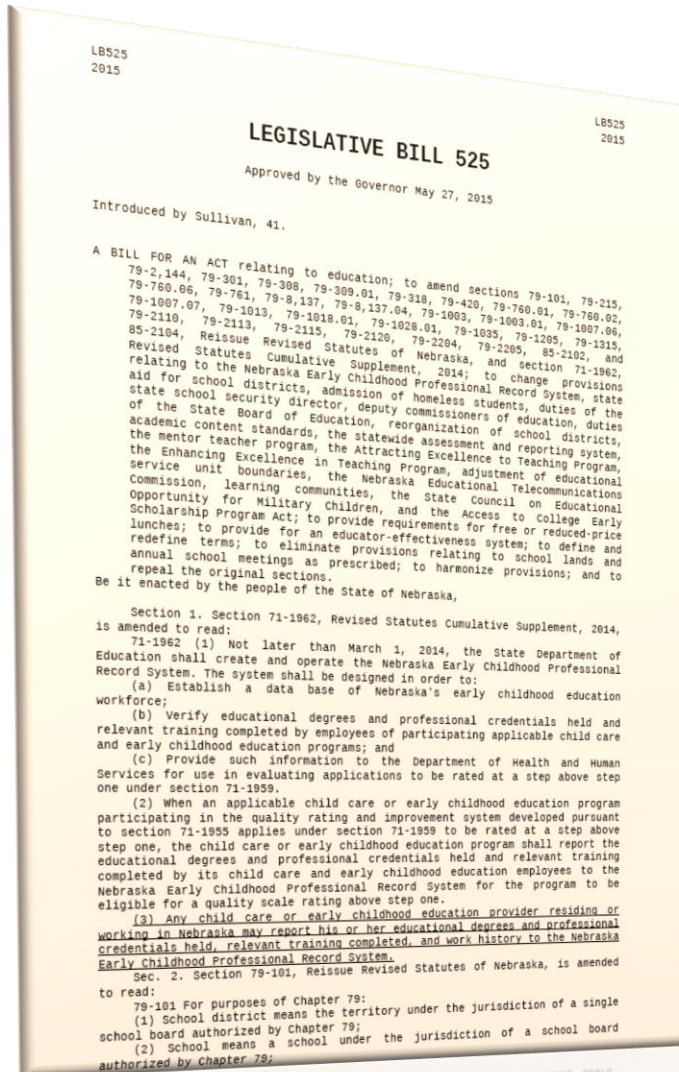 LB525
2015
LB525
2015
LEGISLATIVE BILL 525
Approved by the Governor May 27, 2015
Introduced by Sullivan, 41.
A BILL FOR AN ACT relating to education; to amend sections 79-101, 79-215,
79-2,144, 79-301, 79-308, 79-309.01, 79-318, 79-420, 79-760.01, 79-760.02,
79-760.06, 79-761, 79-8,137, 79-8,137.04, 79-1003, 79-1003.01, 79-1007.06,
79-1007.07, 79-1013, 79-1018.01, 79-1028.01, 79-1035, 79-1205, 79-1315,
79-2110, 79-2113, 79-2115, 79-2120, 79-2204, 79-2205, 85-2102, and
85-2104, Reissue Revised Statutes of Nebraska, and section 71-1962,
Revised Statutes Cumulative Supplement, 2014; to change provisions
relating to the Nebraska Early Childhood Professional Record System, state
aid for school districts, admission of homeless students, duties of the
state school security director, deputy commissioners of education, duties
of the State Board of Education, reorganization of school districts,
academic content standards, the statewide assessment and reporting system,
the mentor teacher program, the Attracting Excellence to Teaching Program,
the Enhancing Excellence in Teaching Program, adjustment of educational
service unit boundaries, the Nebraska Educational Telecommunications
Commission, learning communities, the State Council on Educational
Opportunity for Military Children, and the Access to College Early
Scholarship Program Act; to provide requirements for free or reduced-price
lunches; to provide for an educator-effectiveness system; to define and
redefine terms; to eliminate provisions relating to school lands and
annual school meetings as prescribed; to harmonize provisions; and to
repeal the original sections.
Be it enacted by the people of the State of Nebraska,
Section 1. Section 71-1962, Revised Statutes Cumulative Supplement, 2014,
is amended to read:
71-1962 (1) Not later than March 1, 2014, the State Department of
Education shall create and operate the Nebraska Early Childhood Professional
Record System. The system shall be designed in order to:
(a) Establish a data base of Nebraska's early childhood education
workforce;
(b) Verify educational degrees and professional credentials held and
relevant training completed by employees of participating applicable child care
and early childhood education programs; and
(c) Provide such information to the Department of Health and Human
Services for use in evaluating applications to be rated at a step above step
one under section 71-1959.
(2) When an applicable child care or early childhood education program
participating in the quality rating and improvement system developed pursuant
to section 71-1955 applies under section 71-1959 to be rated at a step above
step one, the child care or early childhood education program shall report the
educational degrees and professional credentials held and relevant training
completed by its child care and early childhood education employees to the
Nebraska Early Childhood Professional Record System for the program to be
eligible for a quality scale rating above step one.
(3) Any child care or early childhood education provider residing or
working in Nebraska may report his or her educational degrees and professional
credentials held, relevant training completed, and work history to the Nebraska
Early Childhood Professional Record System.
Sec. 2. Section 79-101, Reissue Revised Statutes of Nebraska, is amended
to read:
79-101 For purposes of Chapter 79:
(1) School district means the territory under the jurisdiction of a single
school board authorized by Chapter 79;
(2) School means a school under the jurisdiction of a school board
authorized by Chapter 79;